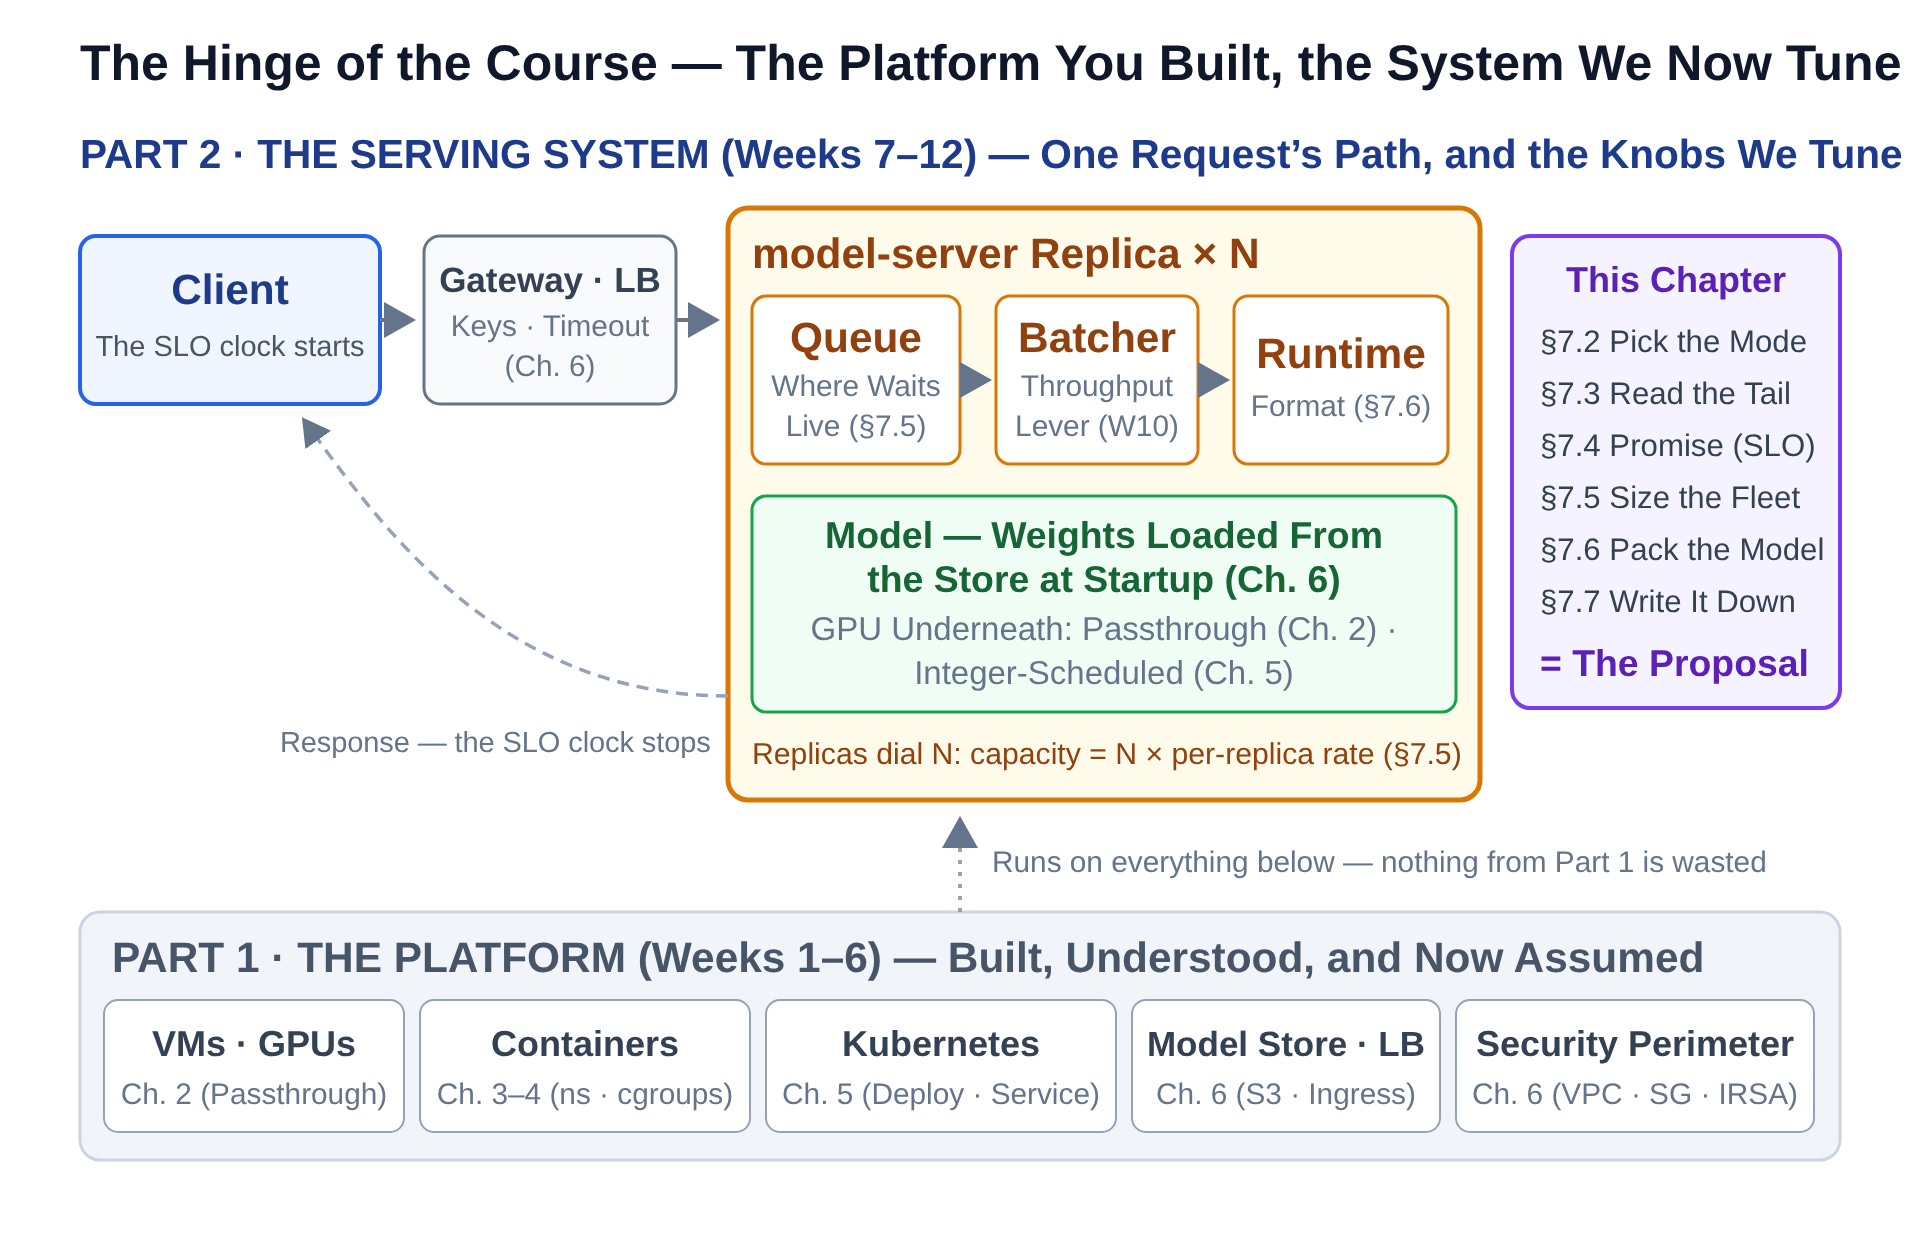 The Hinge of the Course — The Platform You Built, the System We Now Tune
PART 2 · THE SERVING SYSTEM (Weeks 7–12) — One Request’s Path, and the Knobs We Tune
Client
The SLO clock starts
Gateway · LB
Keys · Timeout
(Ch. 6)
model-server Replica × N
Queue
Where Waits
Live (§7.5)
Batcher
Throughput
Lever (W10)
Runtime
Format (§7.6)
Model — Weights Loaded From
the Store at Startup (Ch. 6)
GPU Underneath: Passthrough (Ch. 2) ·
Integer-Scheduled (Ch. 5)
Replicas dial N: capacity = N × per-replica rate (§7.5)
This Chapter
§7.2 Pick the Mode
§7.3 Read the Tail
§7.4 Promise (SLO)
§7.5 Size the Fleet
§7.6 Pack the Model
§7.7 Write It Down
= The Proposal
Response — the SLO clock stops
Runs on everything below — nothing from Part 1 is wasted
PART 1 · THE PLATFORM (Weeks 1–6) — Built, Understood, and Now Assumed
VMs · GPUs
Ch. 2 (Passthrough)
Containers
Ch. 3–4 (ns · cgroups)
Kubernetes
Ch. 5 (Deploy · Service)
Model Store · LB
Ch. 6 (S3 · Ingress)
Security Perimeter
Ch. 6 (VPC · SG · IRSA)